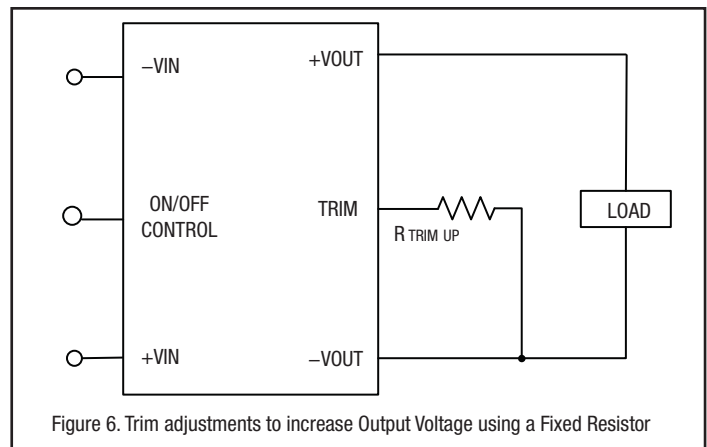 –VIN
+VOUT
ON/OFF
CONTROL
TRIM
R TRIM UP
LOAD
+VIN
–VOUT
Figure 6. Trim adjustments to increase Output Voltage using a Fixed Resistor